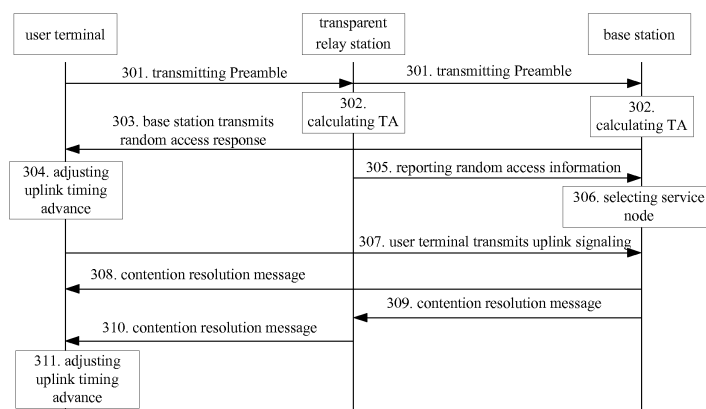 user terminal
transparent
relay station
base station
301. transmitting Preamble
301. transmitting Preamble
302.
calculating TA
302.
calculating TA
303. base station transmits
random access response
304. adjusting
uplink timing
advance
305. reporting random access information
306. selecting service
node
307. user terminal transmits uplink signaling
308. contention resolution message
309. contention resolution message
310. contention resolution message
311. adjusting
uplink timing
advance